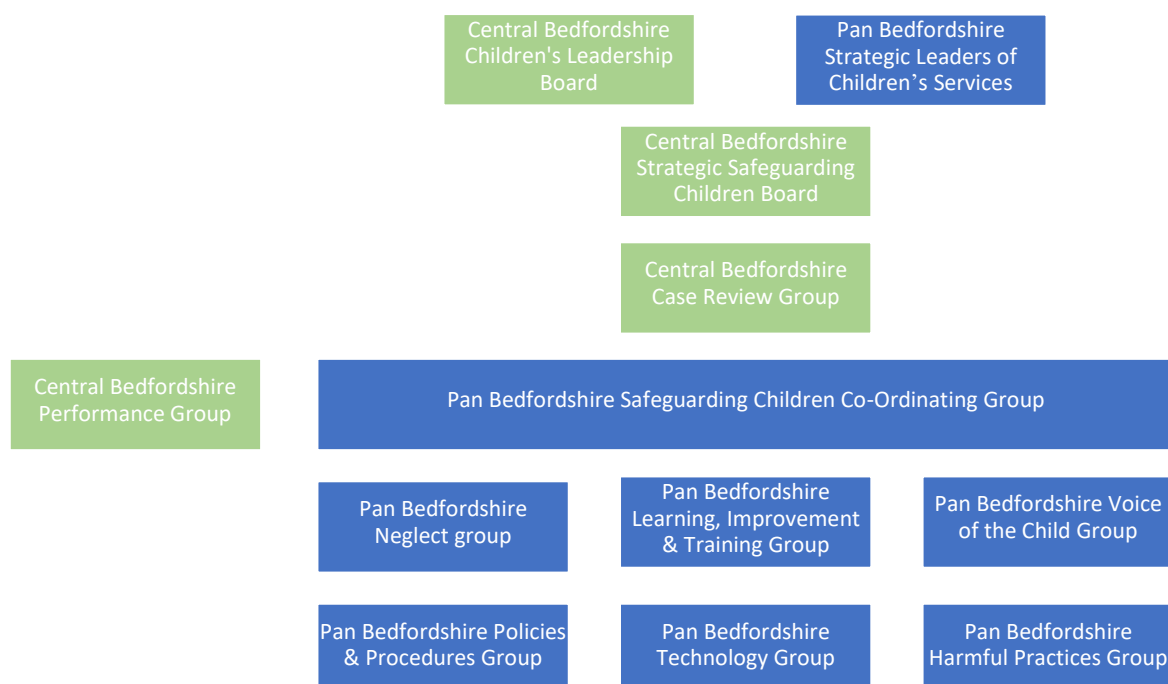 Central Bedfordshire
Children's Leadership
Board
Pan Bedfordshire
Strategic Leaders of
Children’s Services
Central Bedfordshire
Strategic Safeguarding
Children Board
Central Bedfordshire
Case Review Group
Central Bedfordshire
Performance Group
Pan Bedfordshire Safeguarding Children Co-Ordinating Group
Pan Bedfordshire
Neglect group
Pan Bedfordshire
Learning, Improvement
& Training Group
Pan Bedfordshire Voice
of the Child Group
Pan Bedfordshire Policies
& Procedures Group
Pan Bedfordshire
Technology Group
Pan Bedfordshire
Harmful Practices Group